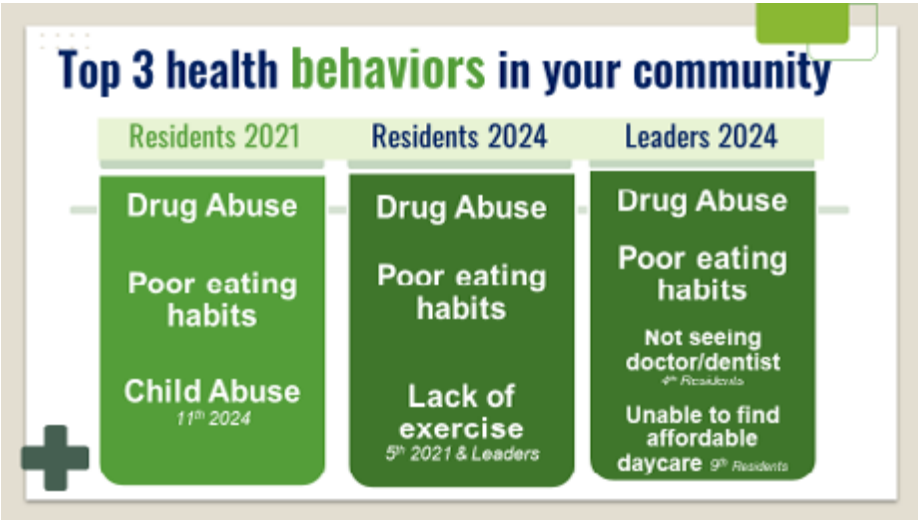 Top 3 health behaviors in your community
Residents 2021
Drug Abuse
Poor eating
habits
Child Abuse
11th 2024
Residents 2024
Drug Abuse
Poor eating
habits
Lack of
exercise
5th 2021 & Leaders
Leaders 2024
Drug Abuse
Poor eating
habits
Not seeing
doctor/dentist
4th Residents
Unable to find
affordable
daycare 9th Residents